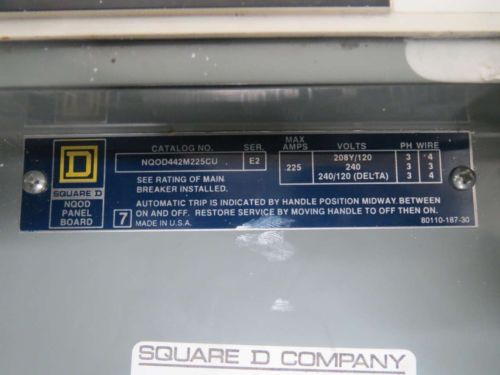 CATALOG NO. SER. MAX AMPS VOLTS PH WIRE
NQOD442M225CU E2 225 208Y/120 3 4
240 3 3
240/120 (DELTA) 3 4
SEE RATING OF MAIN
BREAKER INSTALLED.
D
SQUARE D
NQOD
PANEL
BOARD
AUTOMATIC TRIP IS INDICATED BY HANDLE POSITION MIDWAY BETWEEN
ON AND OFF. RESTORE SERVICE BY MOVING HANDLE TO OFF THEN ON.
7 MADE IN U.S.A. 80110-187-30
SQUARE D COMPANY